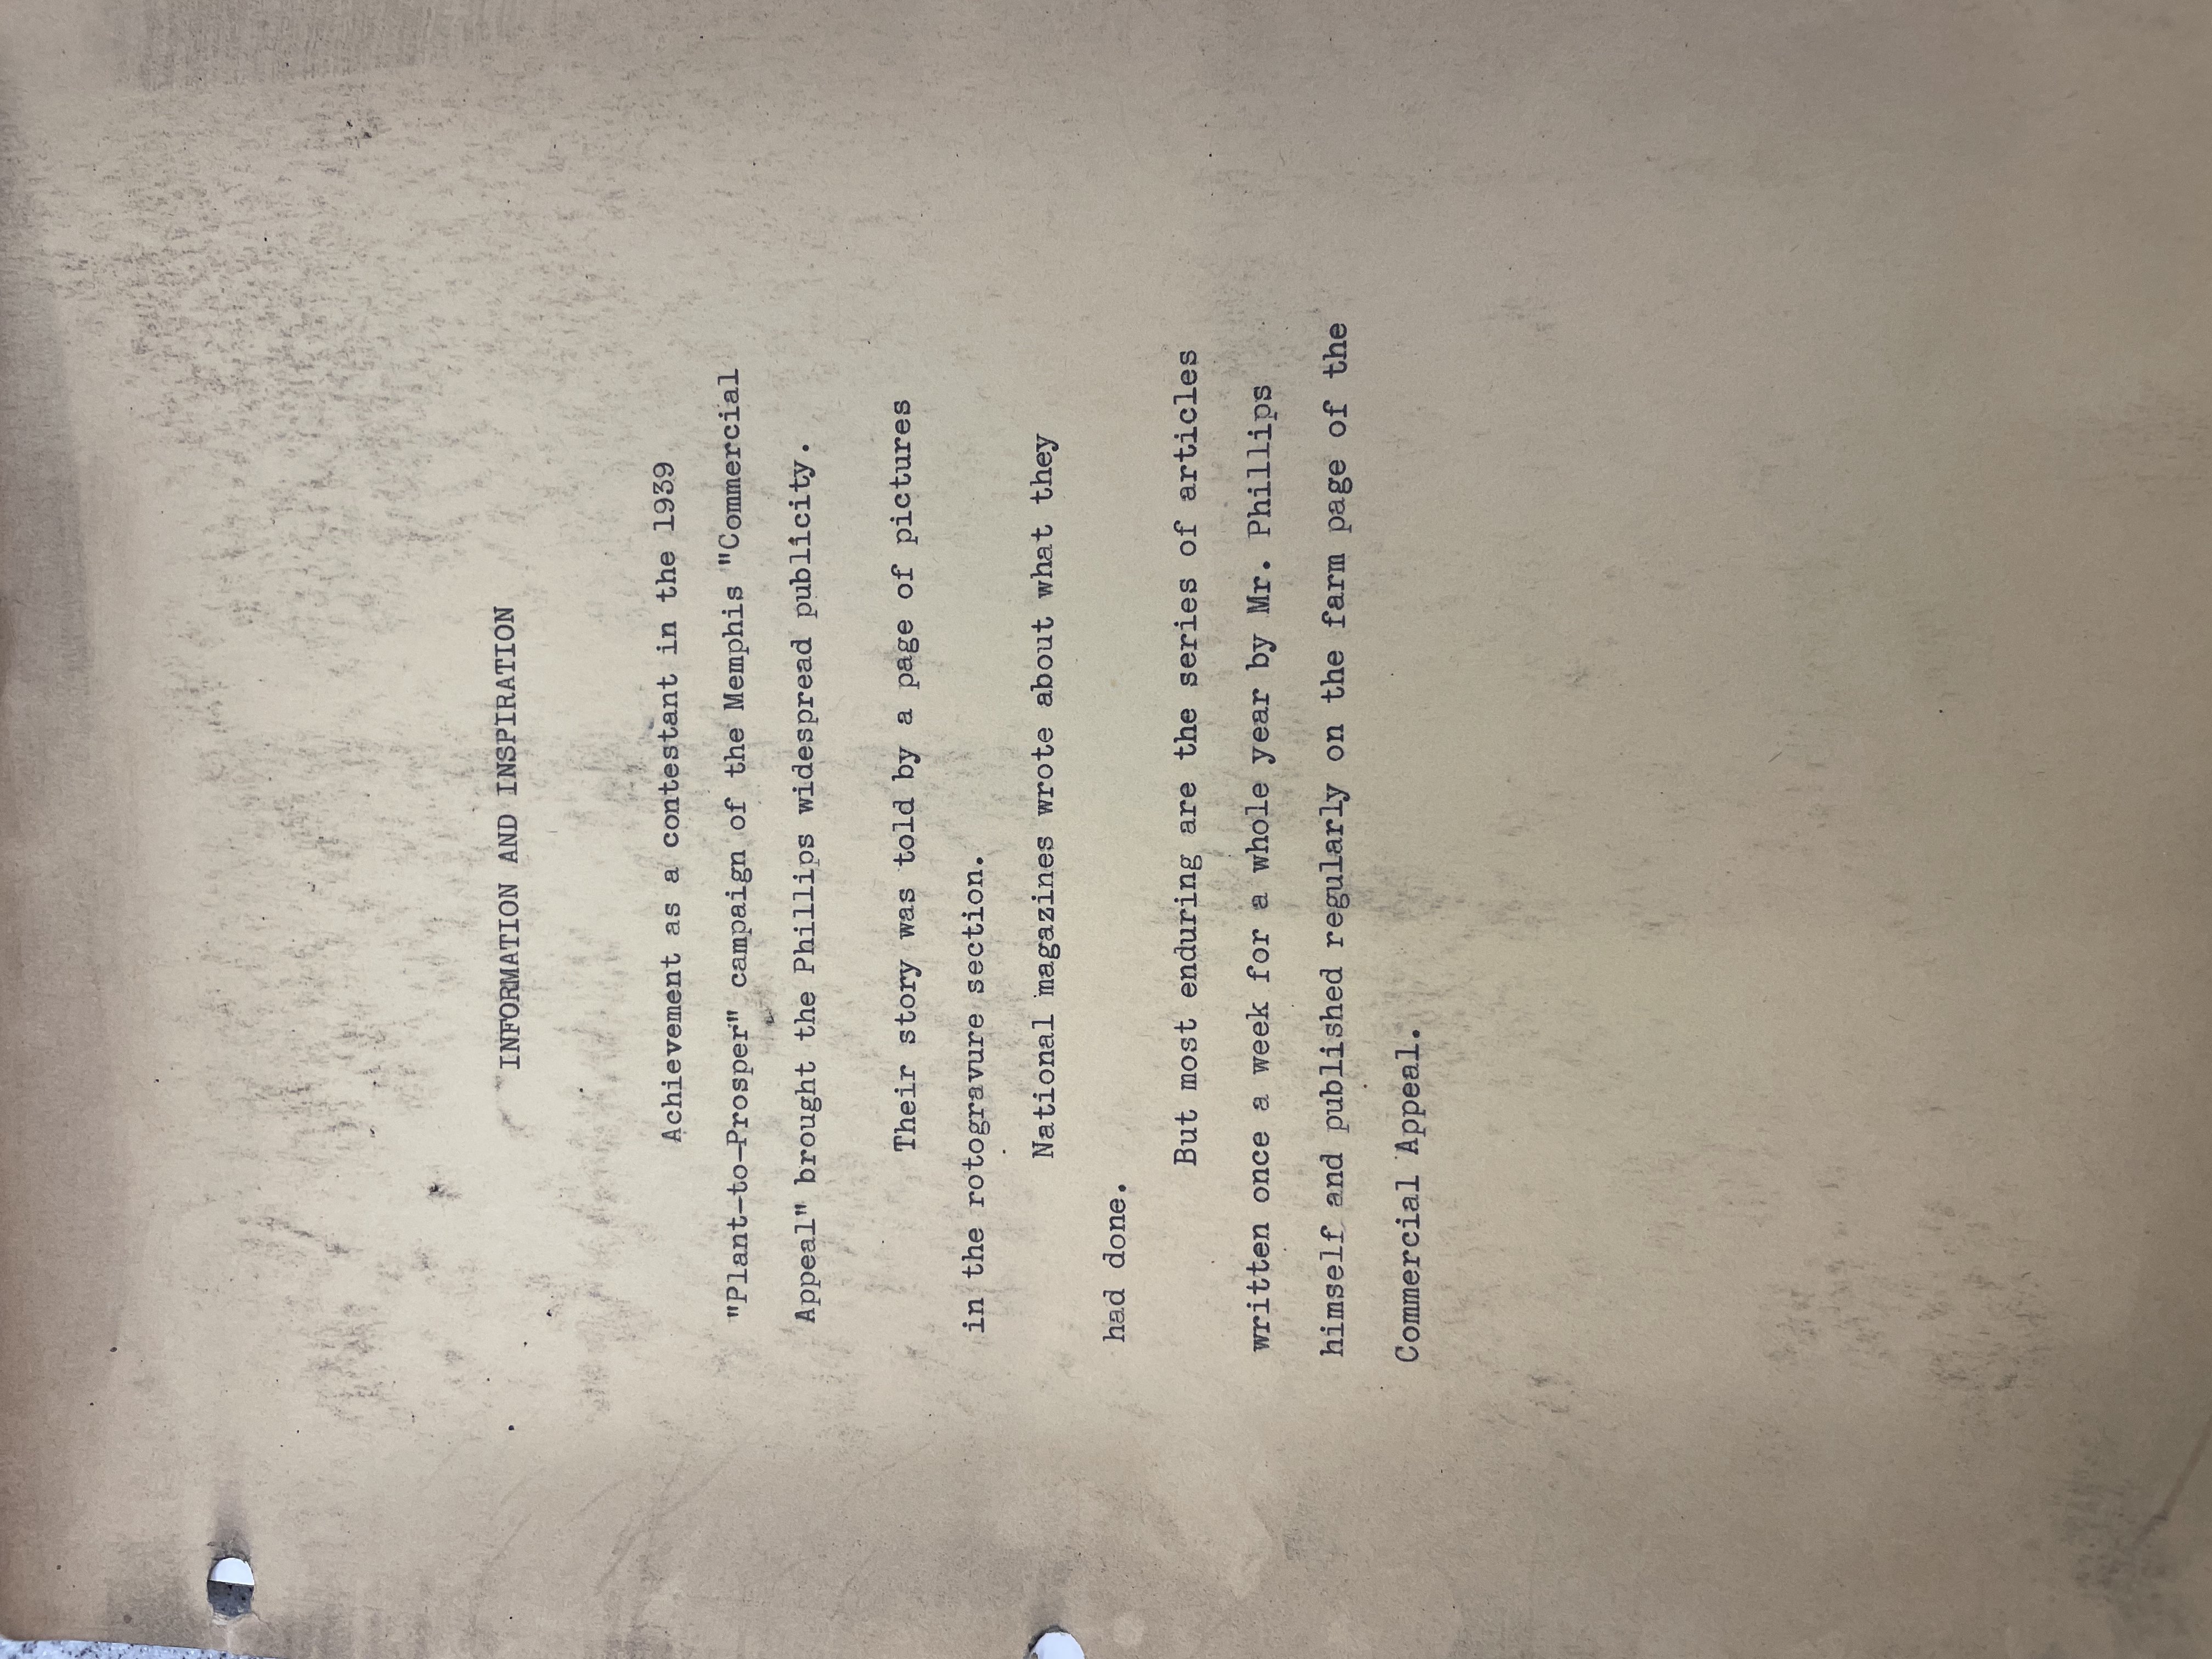 INFORMATION AND INSPIRATION
Achievement as a contestant in the 1939
"Plant-to-Prosper" campaign of the Memphis "Commercial
Appeal" brought the Phillips widespread publicity.
Their story was told by a page of pictures
in the rotogravure section.
National magazines wrote about what they
had done.
But most enduring are the series of articles
written once a week for a whole year by Mr. Phillips
himself and published regularly on the farm page of the
Commercial Appeal.